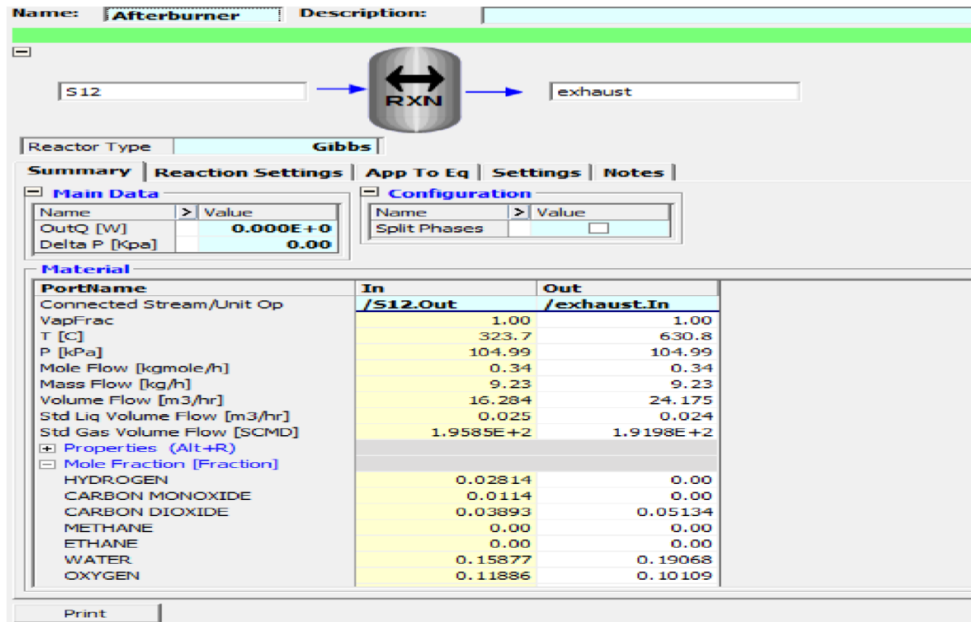 Name: Afterburner Description:
S12 RXN exhaust
Reactor Type Gibbs
Summary Reaction Settings App To Eq Settings Notes
Main Data Configuration
Name > Value Name > Value
OutQ [W] 0.000E+0 Split Phases
Delta P [Kpa] 0.00
Material
PortName In Out
Connected Stream/Unit Op /S12.Out /exhaust.In
VapFrac 1.00 1.00
T [C] 323.7 630.8
P [kPa] 104.99 104.99
Mole Flow [kgmole/h] 0.34 0.34
Mass Flow [kg/h] 9.23 9.23
Volume Flow [m3/hr] 16.284 24.175
Std Liq Volume Flow [m3/hr] 0.025 0.024
Std Gas Volume Flow [SCMD] 1.9585E+2 1.9198E+2
Properties (Alt+R)
Mole Fraction [Fraction]
HYDROGEN 0.02814 0.00
CARBON MONOXIDE 0.0114 0.00
CARBON DIOXIDE 0.03893 0.05134
METHANE 0.00 0.00
ETHANE 0.00 0.00
WATER 0.15877 0.19068
OXYGEN 0.11886 0.10109
Print